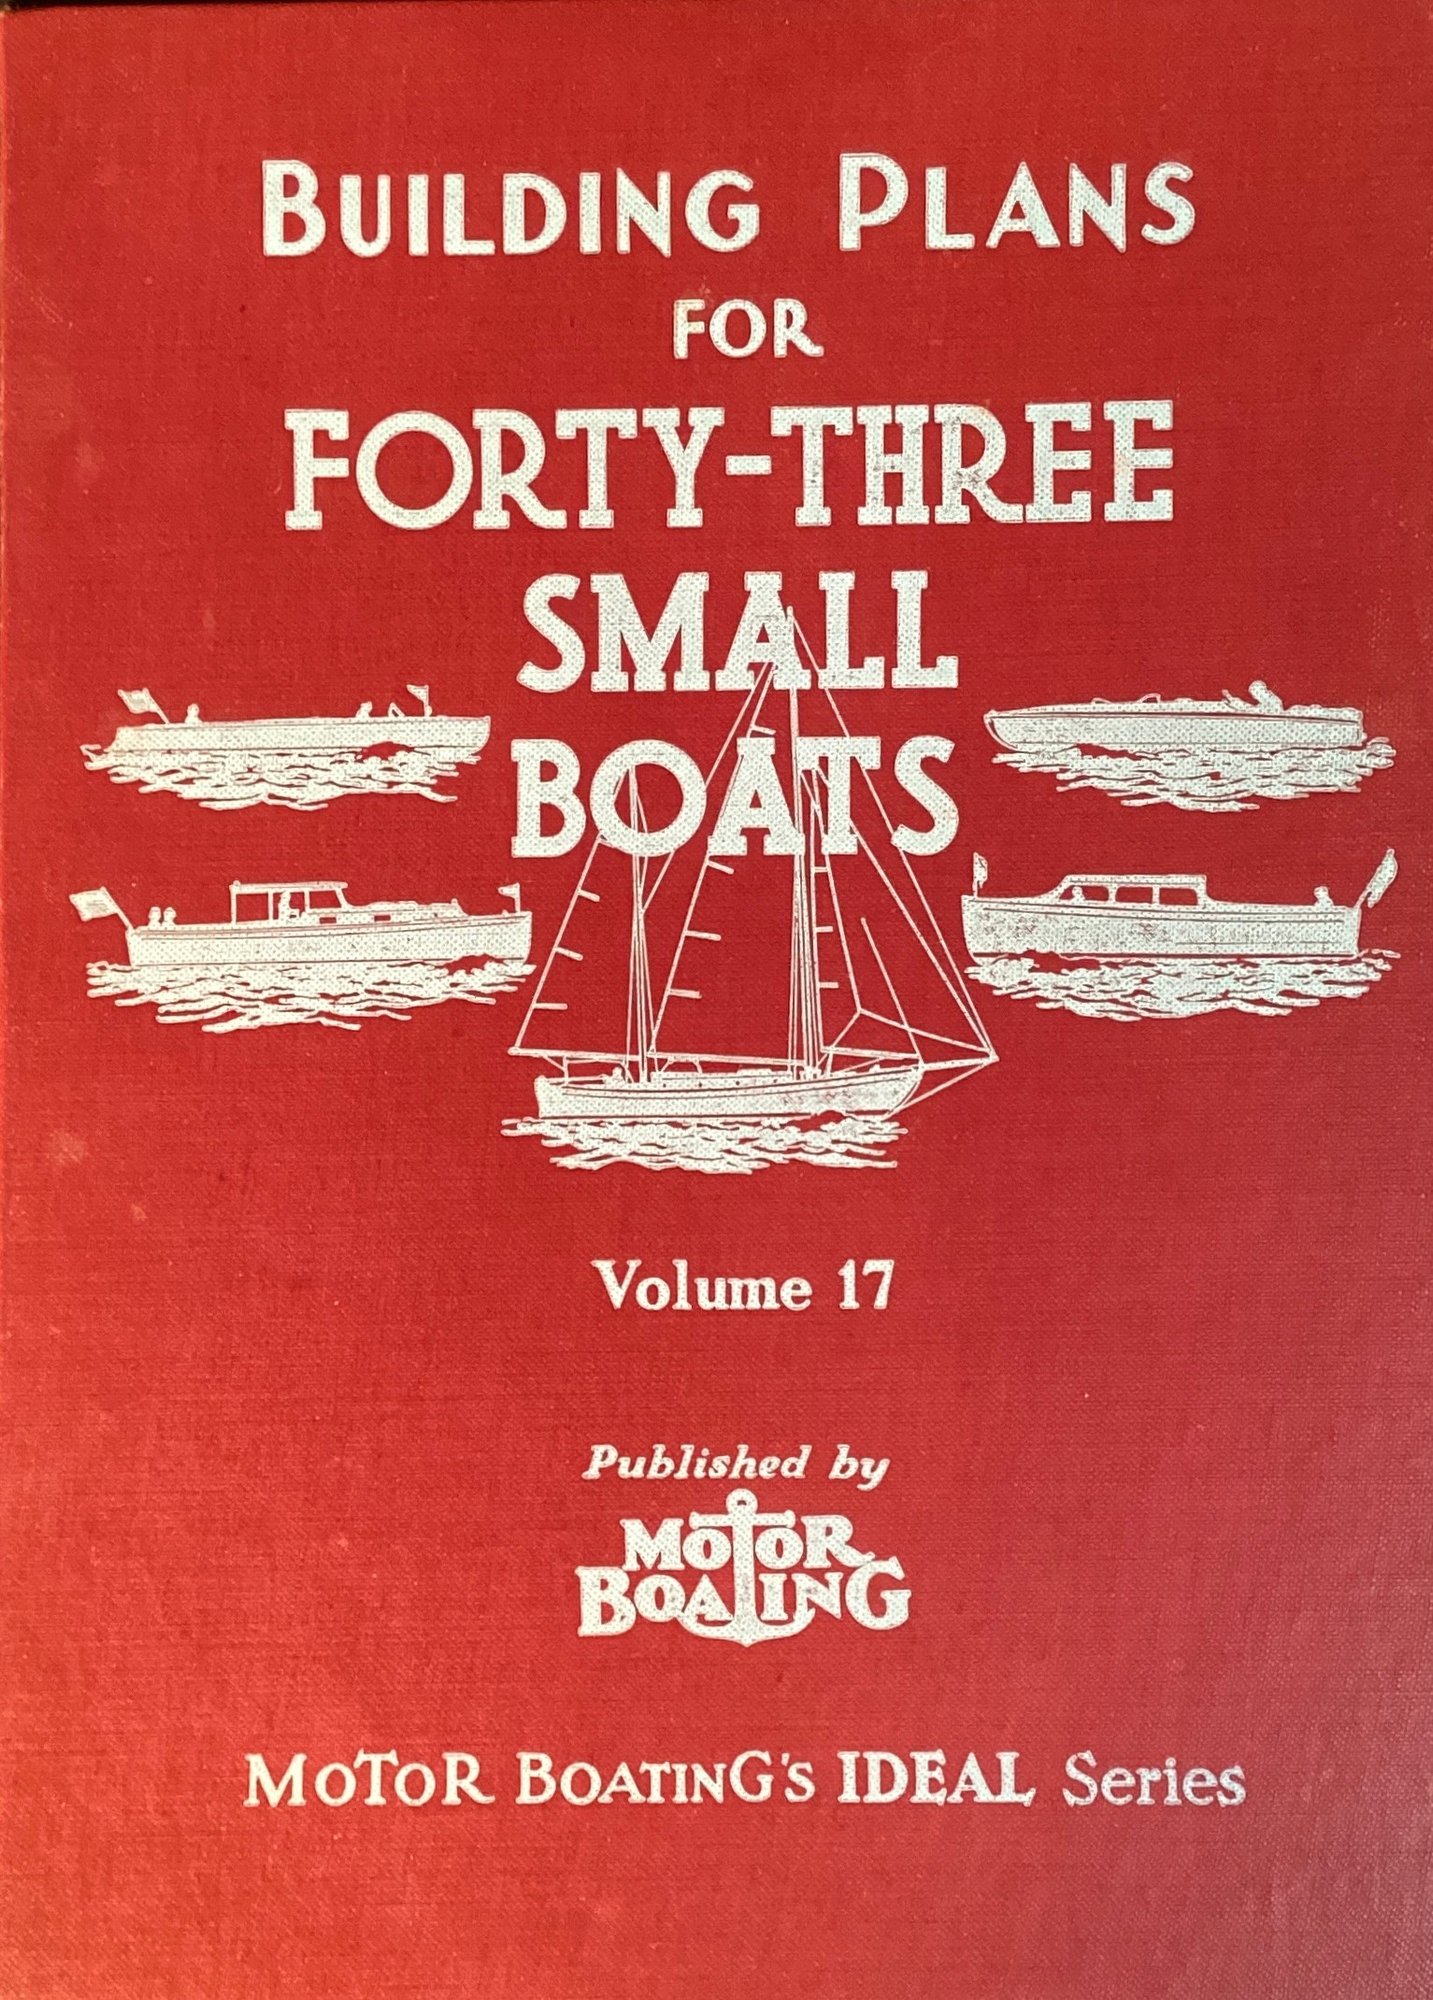 BUILDING PLANS
FOR
FORTY-THREE
SMALL
BOATS
Volume 17
Published by
MOTOR
BOATING
MOTOR BOATING'S IDEAL Series